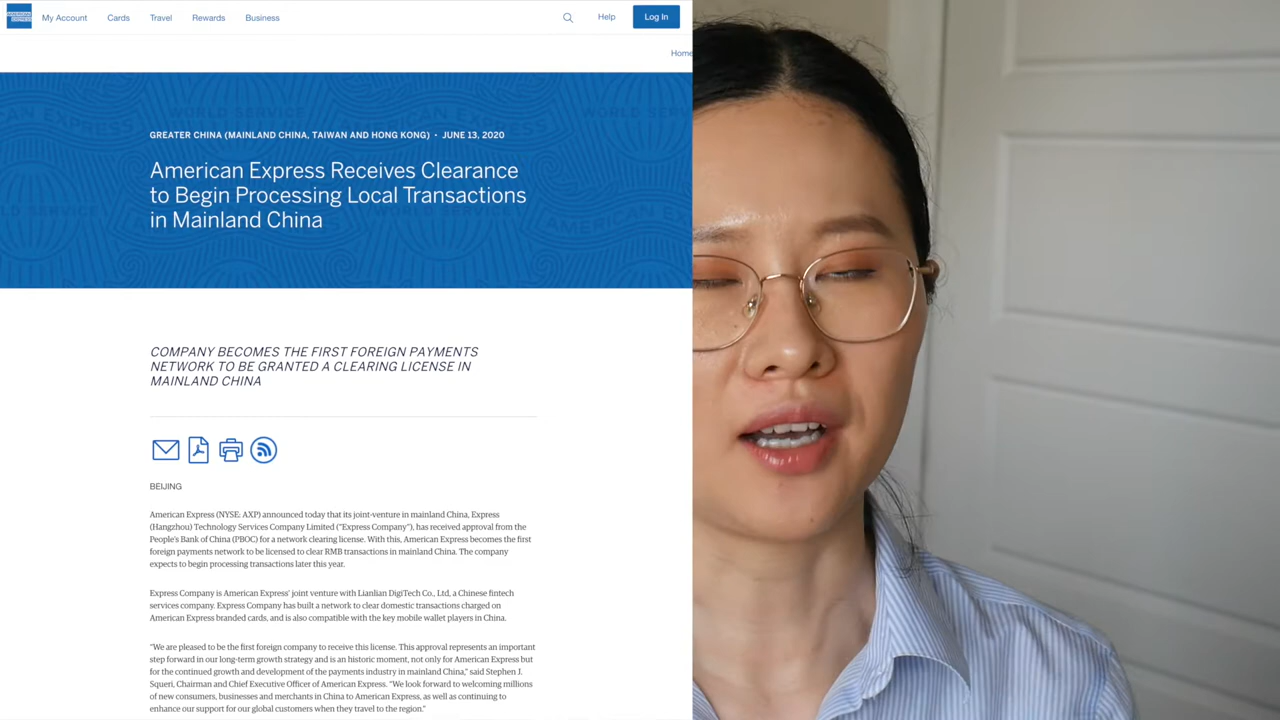 My Account Cards Travel Rewards Business Help Log In
Home
GREATER CHINA (MAINLAND CHINA, TAIWAN AND HONG KONG) • JUNE 13, 2020
American Express Receives Clearance
to Begin Processing Local Transactions
in Mainland China
COMPANY BECOMES THE FIRST FOREIGN PAYMENTS
NETWORK TO BE GRANTED A CLEARING LICENSE IN
MAINLAND CHINA
BEIJING
American Express (NYSE: AXP) announced today that its joint-venture in mainland China, Express
(Hangzhou) Technology Services Company Limited ("Express Company"), has received approval from the
People's Bank of China (PBOC) for a network clearing license. With this, American Express becomes the first
foreign payments network to be licensed to clear RMB transactions in mainland China. The company
expects to begin processing transactions later this year.
Express Company is American Express' joint venture with Lianlian DigiTech Co., Ltd, a Chinese fintech
services company. Express Company has built a network to clear domestic transactions charged on
American Express branded cards, and is also compatible with the key mobile wallet players in China.
"We are pleased to be the first foreign company to receive this license. This approval represents an important
step forward in our long-term growth strategy and is an historic moment, not only for American Express but
for the continued growth and development of the payments industry in mainland China," said Stephen J.
Squeri, Chairman and Chief Executive Officer of American Express. "We look forward to welcoming millions
of new consumers, businesses and merchants in China to American Express, as well as continuing to
enhance our support for our global customers when they travel to the region."